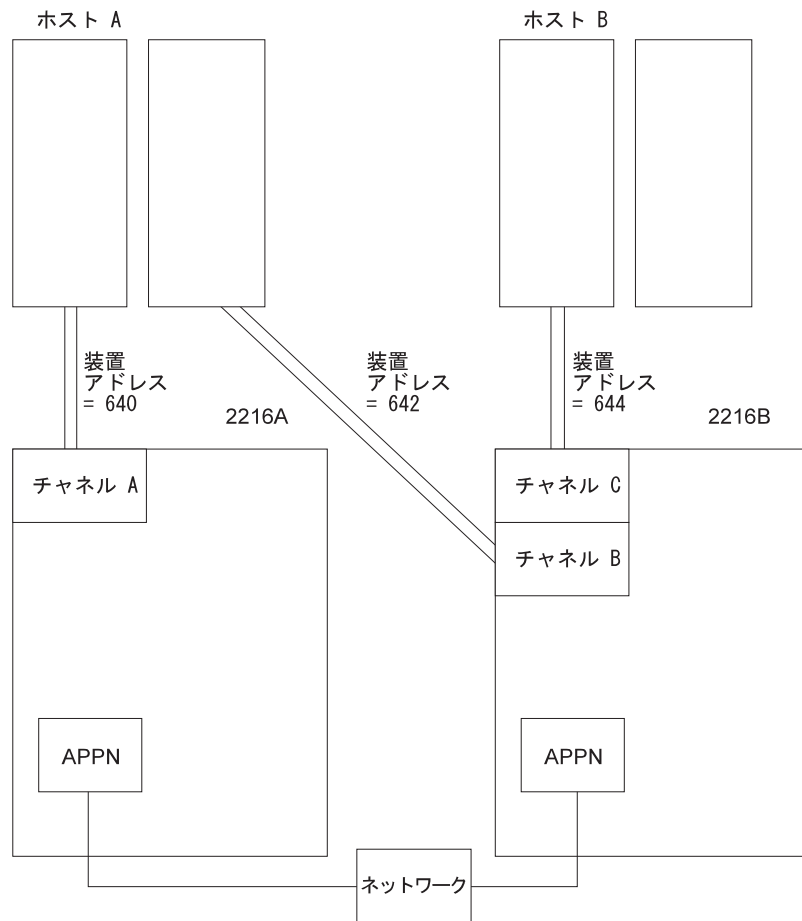 ホスト A
ホスト B
装置
アドレス
= 640
装置
アドレス
= 642
装置
アドレス
= 644
2216A
2216B
チャネル A
チャネル C
チャネル B
APPN
APPN
ネットワーク